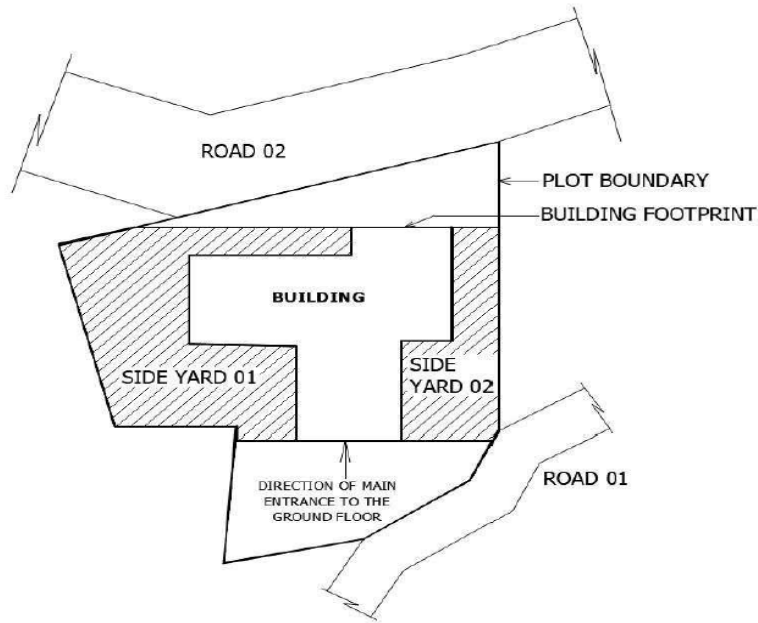 ROAD 02
PLOT BOUNDARY
BUILDING FOOTPRINT
BUILDING
SIDE YARD 01
SIDE
YARD 02
DIRECTION OF MAIN
ENTRANCE TO THE
GROUND FLOOR
ROAD 01